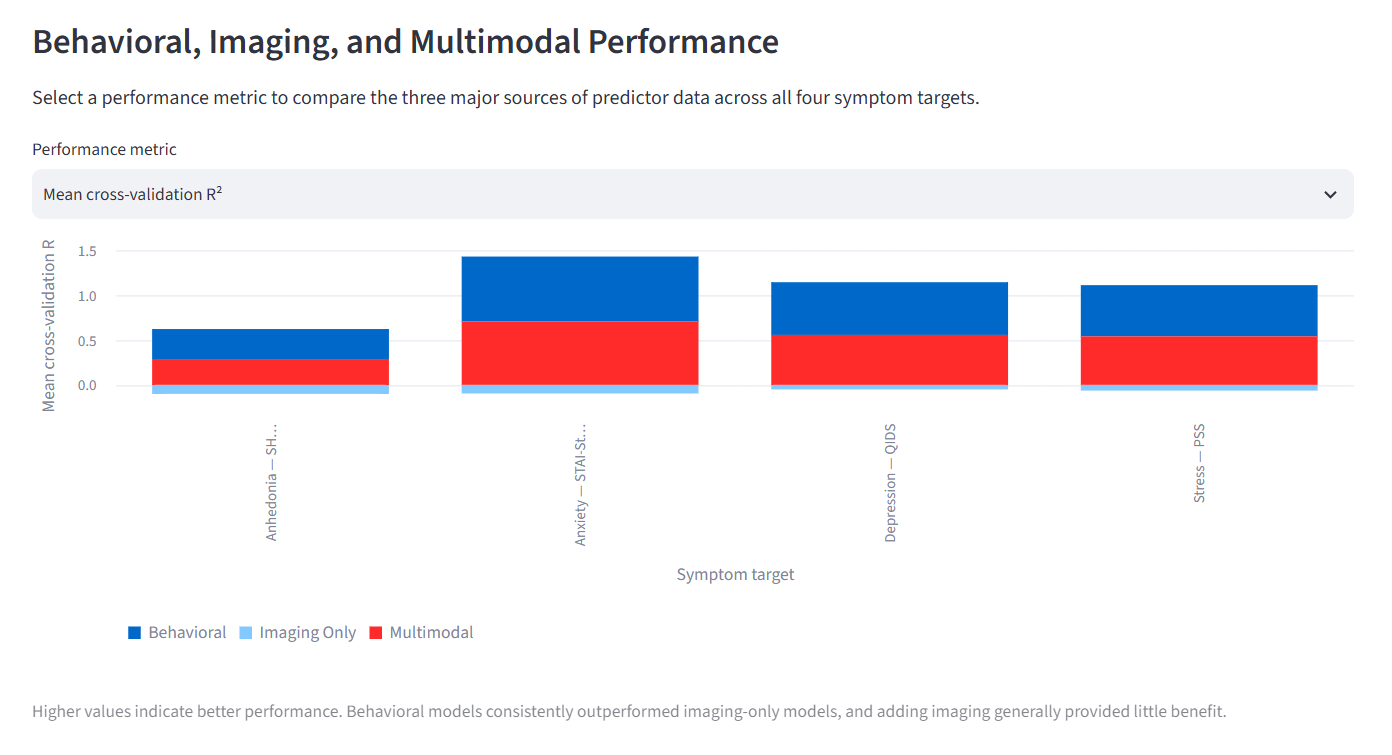 Behavioral, Imaging, and Multimodal Performance
Select a performance metric to compare the three major sources of predictor data across all four symptom targets.
Performance metric
Mean cross-validation R²
Mean cross-validation R
1.5
1.0
0.5
0.0
Anhedonia — SH…
Anxiety — STAI-St…
Depression — QIDS
Stress — PSS
Symptom target
Behavioral Imaging Only Multimodal
Higher values indicate better performance. Behavioral models consistently outperformed imaging-only models, and adding imaging generally provided little benefit.